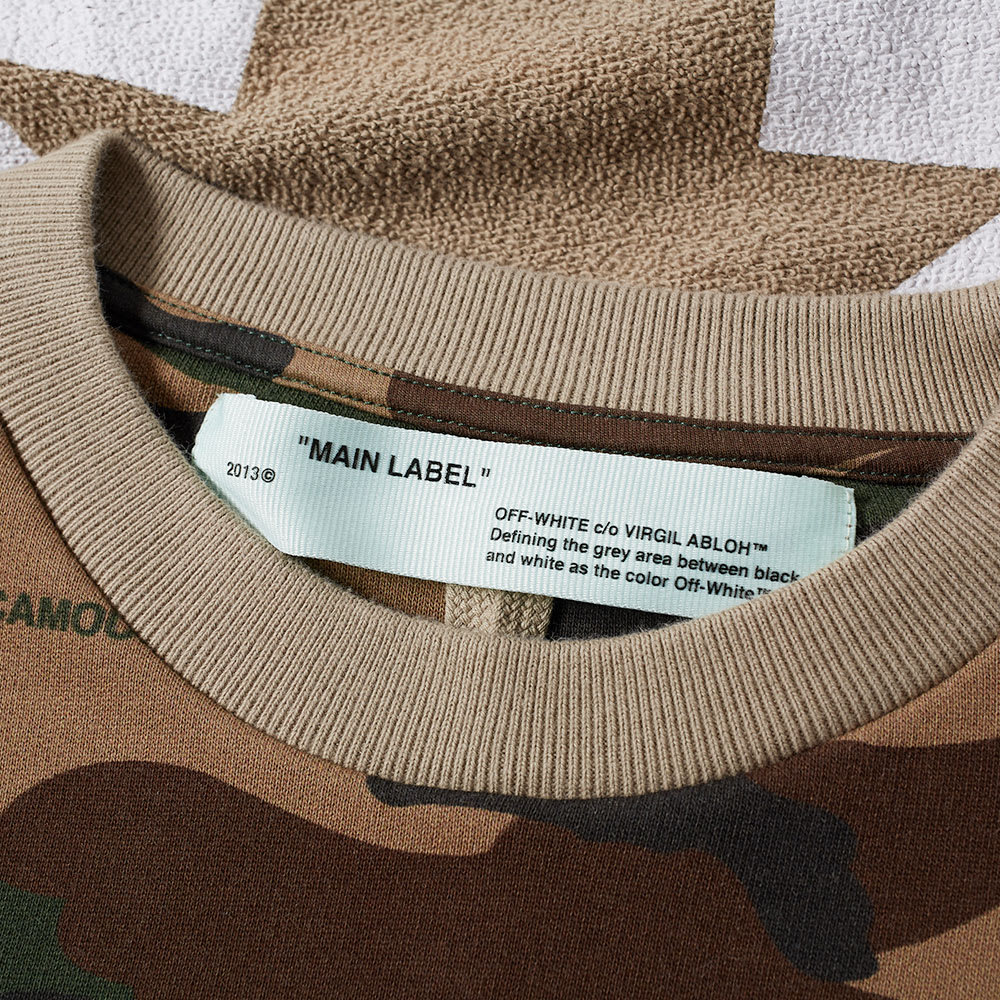 "MAIN LABEL"
2013©
OFF-WHITE c/o VIRGIL ABLOH™
Defining the grey area between black
and white as the color Off-White™
CAMOU